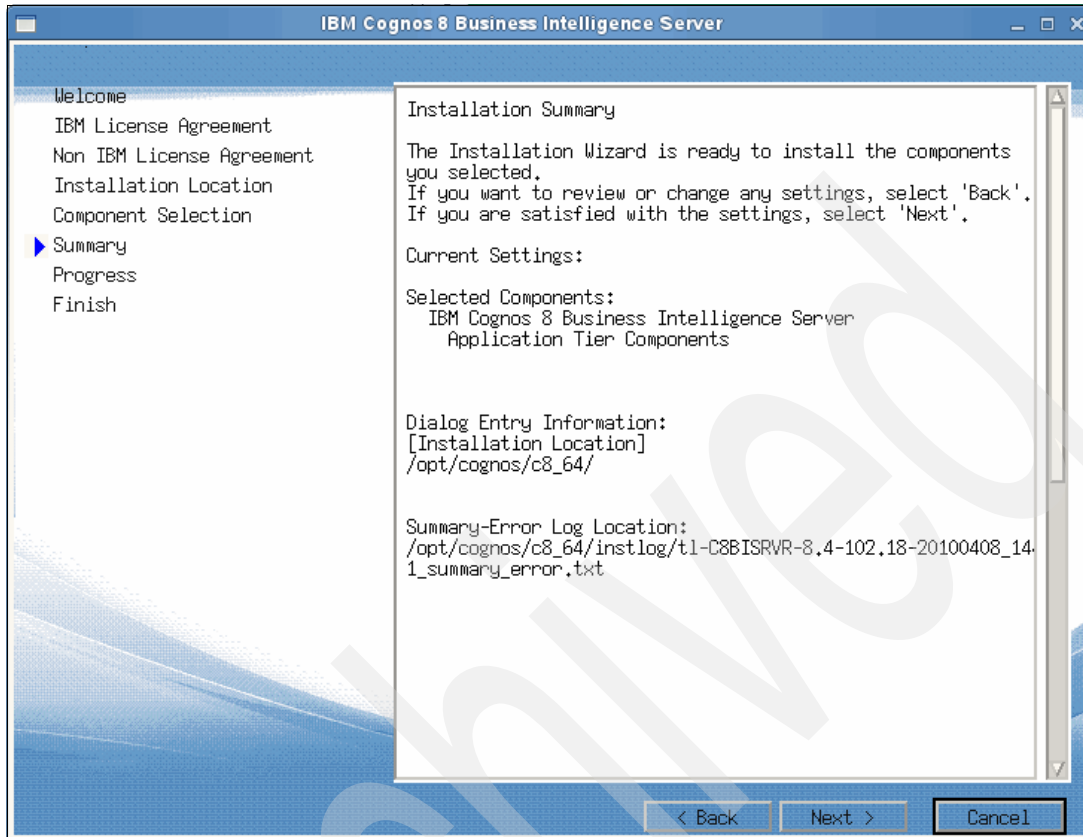 IBM Cognos 8 Business Intelligence Server
Welcome
IBM License Agreement
Non IBM License Agreement
Installation Location
Component Selection
Summary
Progress
Finish
Installation Summary
The Installation Wizard is ready to install the components
you selected.
If you want to review or change any settings, select 'Back'.
If you are satisfied with the settings, select 'Next'.
Current Settings:
Selected Components:
IBM Cognos 8 Business Intelligence Server
Application Tier Components
Dialog Entry Information:
[Installation Location]
/opt/cognos/c8_64/
Summary-Error Log Location:
/opt/cognos/c8_64/instlog/tl-C8BISRVR-8.4-102.18-20100408_14
1_summary_error.txt
< Back
Next >
Cancel